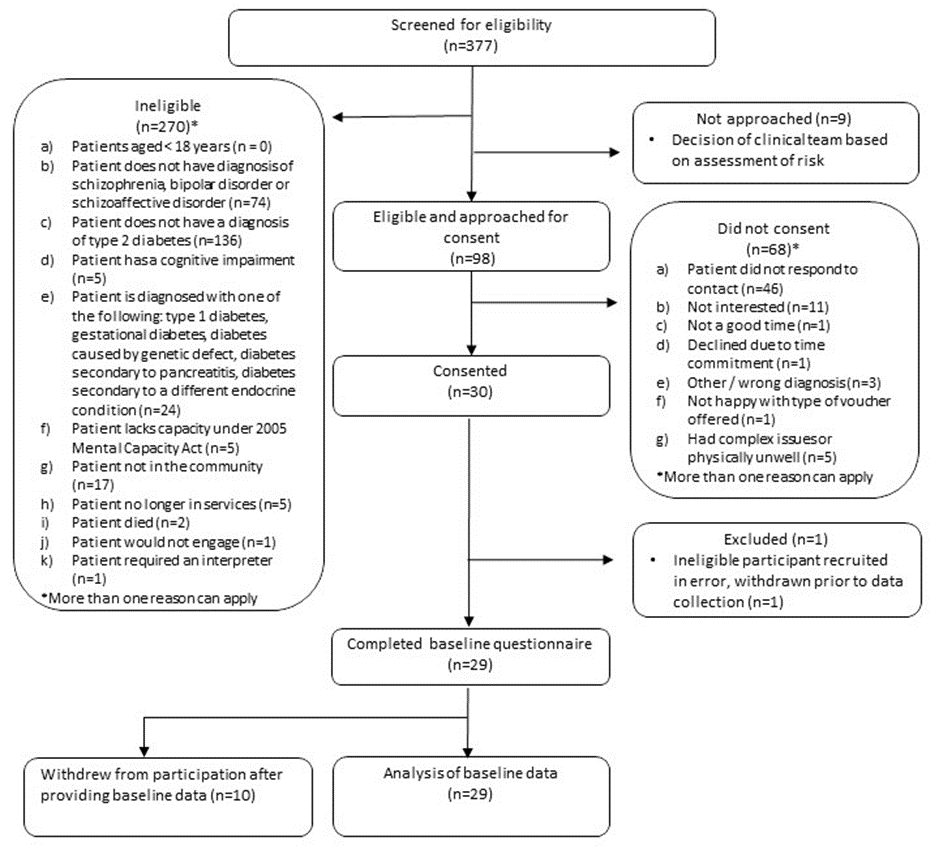 Screened for eligibility
(n=377)
Ineligible
(n=270)*
a) Patients aged < 18 years (n = 0)
b) Patient does not have diagnosis of
schizophrenia, bipolar disorder or
schizoaffective disorder (n=74)
c) Patient does not have a diagnosis
of type 2 diabetes (n=136)
d) Patient has a cognitive impairment
(n=5)
e) Patient is diagnosed with one of
the following: type 1 diabetes,
gestational diabetes, diabetes
caused by genetic defect, diabetes
secondary to pancreatitis, diabetes
secondary to a different endocrine
condition (n=24)
f) Patient lacks capacity under 2005
Mental Capacity Act (n=5)
g) Patient not in the community
(n=17)
h) Patient no longer in services (n=5)
i) Patient died (n=2)
j) Patient would not engage (n=1)
k) Patient required an interpreter
(n=1)
*More than one reason can apply
Not approached (n=9)
• Decision of clinical team based
on assessment of risk
Eligible and approached for
consent
(n=98)
Did not consent
(n=68)*
a) Patient did not respond to
contact (n=46)
b) Not interested (n=11)
c) Not a good time (n=1)
d) Declined due to time
commitment (n=1)
e) Other / wrong diagnosis (n=3)
f) Not happy with type of voucher
offered (n=1)
g) Had complex issues or
physically unwell (n=5)
*More than one reason can apply
Consented
(n=30)
Excluded (n=1)
• Ineligible participant recruited
in error, withdrawn prior to data
collection (n=1)
Completed baseline questionnaire
(n=29)
Withdrew from participation after
providing baseline data (n=10)
Analysis of baseline data
(n=29)